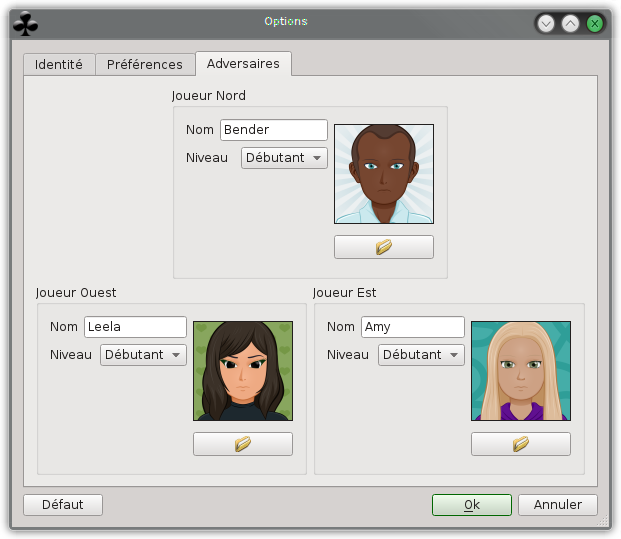 Options
Identité Préférences Adversaires
Joueur Nord
Nom Bender
Niveau Débutant
Joueur Ouest Joueur Est
Nom Leela Nom Amy
Niveau Débutant Niveau Débutant
Défaut Ok Annuler